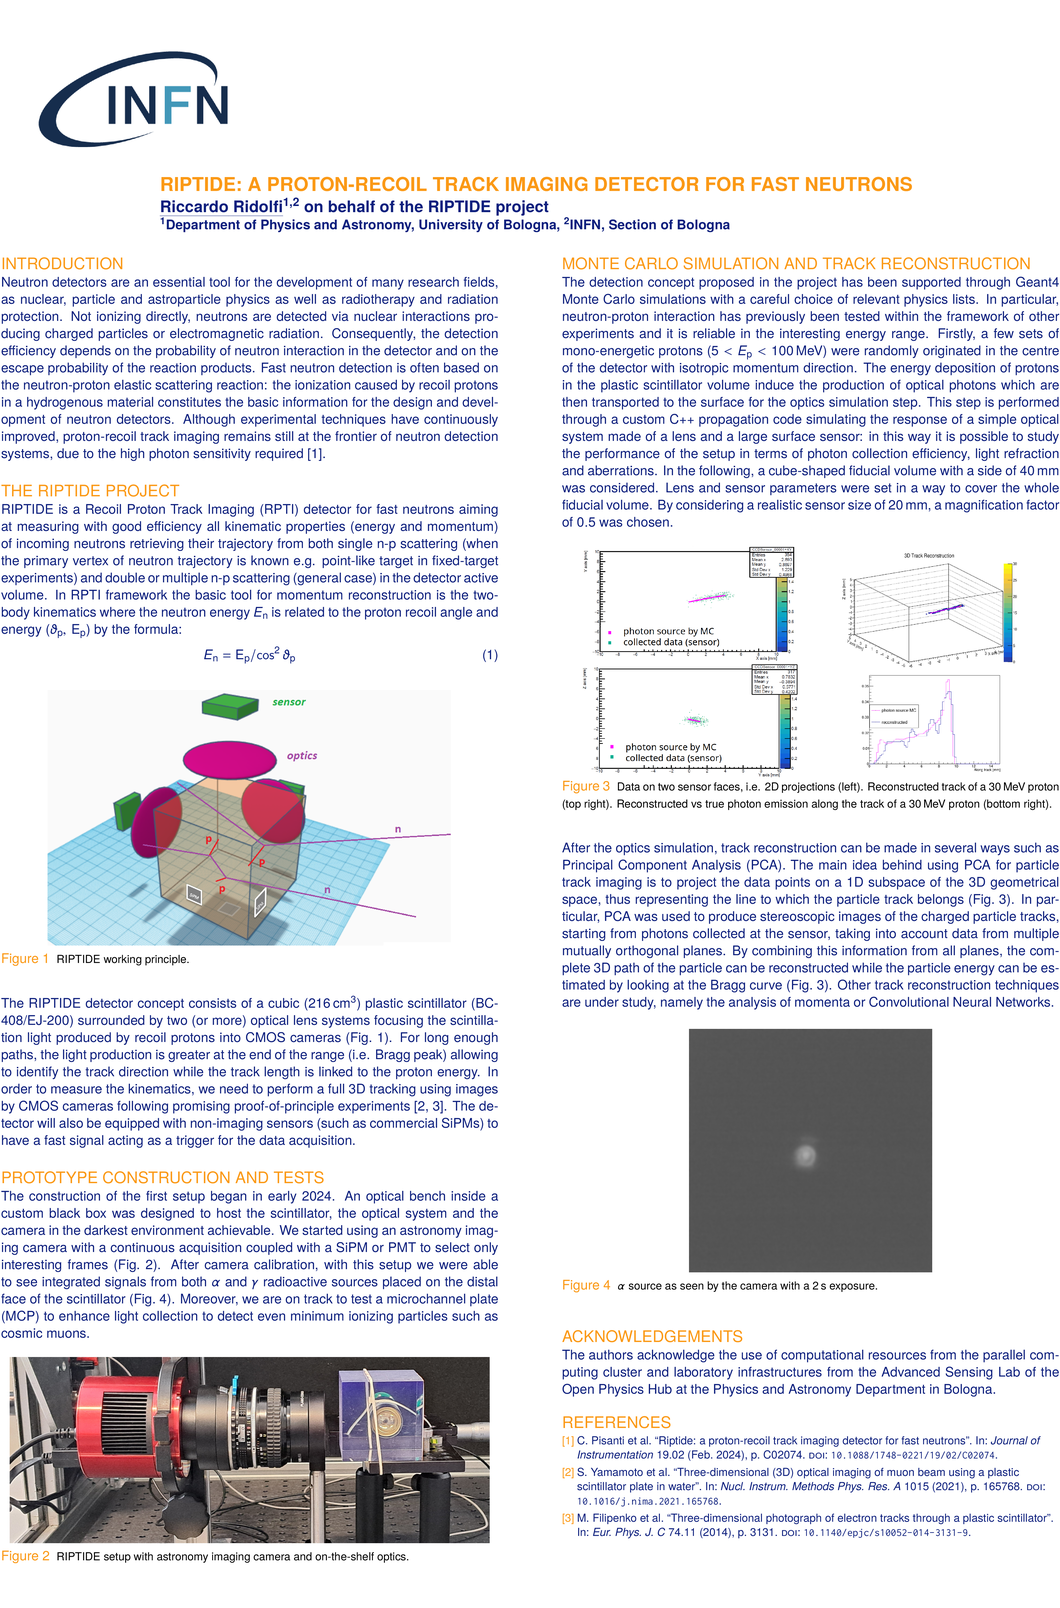 INFN
RIPTIDE: A PROTON-RECOIL TRACK IMAGING DETECTOR FOR FAST NEUTRONS
Riccardo Ridolfi1,2 on behalf of the RIPTIDE project
1Department of Physics and Astronomy, University of Bologna, 2INFN, Section of Bologna
INTRODUCTION
Neutron detectors are an essential tool for the development of many research fields,
as nuclear, particle and astroparticle physics as well as radiotherapy and radiation
protection. Not ionizing directly, neutrons are detected via nuclear interactions pro-
ducing charged particles or electromagnetic radiation. Consequently, the detection
efficiency depends on the probability of neutron interaction in the detector and on the
escape probability of the reaction products. Fast neutron detection is often based on
the neutron-proton elastic scattering reaction: the ionization caused by recoil protons
in a hydrogenous material constitutes the basic information for the design and devel-
opment of neutron detectors. Although experimental techniques have continuously
improved, proton-recoil track imaging remains still at the frontier of neutron detection
systems, due to the high photon sensitivity required [1].
THE RIPTIDE PROJECT
RIPTIDE is a Recoil Proton Track Imaging (RPTI) detector for fast neutrons aiming
at measuring with good efficiency all kinematic properties (energy and momentum)
of incoming neutrons retrieving their trajectory from both single n-p scattering (when
the primary vertex of neutron trajectory is known e.g. point-like target in fixed-target
experiments) and double or multiple n-p scattering (general case) in the detector active
volume. In RPTI framework the basic tool for momentum reconstruction is the two-
body kinematics where the neutron energy En is related to the proton recoil angle and
energy (ϑp, Ep) by the formula:
En = Ep/cos2 ϑp (1)
sensor
optics
n
p
p
p
n
Figure 1 RIPTIDE working principle.
The RIPTIDE detector concept consists of a cubic (216 cm3) plastic scintillator (BC-
408/EJ-200) surrounded by two (or more) optical lens systems focusing the scintilla-
tion light produced by recoil protons into CMOS cameras (Fig. 1). For long enough
paths, the light production is greater at the end of the range (i.e. Bragg peak) allowing
to identify the track direction while the track length is linked to the proton energy. In
order to measure the kinematics, we need to perform a full 3D tracking using images
by CMOS cameras following promising proof-of-principle experiments [2, 3]. The de-
tector will also be equipped with non-imaging sensors (such as commercial SiPMs) to
have a fast signal acting as a trigger for the data acquisition.
PROTOTYPE CONSTRUCTION AND TESTS
The construction of the first setup began in early 2024. An optical bench inside a
custom black box was designed to host the scintillator, the optical system and the
camera in the darkest environment achievable. We started using an astronomy imag-
ing camera with a continuous acquisition coupled with a SiPM or PMT to select only
interesting frames (Fig. 2). After camera calibration, with this setup we were able
to see integrated signals from both α and γ radioactive sources placed on the distal
face of the scintillator (Fig. 4). Moreover, we are on track to test a microchannel plate
(MCP) to enhance light collection to detect even minimum ionizing particles such as
cosmic muons.
Figure 2 RIPTIDE setup with astronomy imaging camera and on-the-shelf optics.
MONTE CARLO SIMULATION AND TRACK RECONSTRUCTION
The detection concept proposed in the project has been supported through Geant4
Monte Carlo simulations with a careful choice of relevant physics lists. In particular,
neutron-proton interaction has previously been tested within the framework of other
experiments and it is reliable in the interesting energy range. Firstly, a few sets of
mono-energetic protons (5 < Ep < 100 MeV) were randomly originated in the centre
of the detector with isotropic momentum direction. The energy deposition of protons
in the plastic scintillator volume induce the production of optical photons which are
then transported to the surface for the optics simulation step. This step is performed
through a custom C++ propagation code simulating the response of a simple optical
system made of a lens and a large surface sensor: in this way it is possible to study
the performance of the setup in terms of photon collection efficiency, light refraction
and aberrations. In the following, a cube-shaped fiducial volume with a side of 40 mm
was considered. Lens and sensor parameters were set in a way to cover the whole
fiducial volume. By considering a realistic sensor size of 20 mm, a magnification factor
of 0.5 was chosen.
photon source by MC
collected data (sensor)
X axis [mm]
photon source by MC
collected data (sensor)
Y axis [mm]
3D Track Reconstruction
photon source MC
reconstructed
Figure 3 Data on two sensor faces, i.e. 2D projections (left). Reconstructed track of a 30 MeV proton
(top right). Reconstructed vs true photon emission along the track of a 30 MeV proton (bottom right).
After the optics simulation, track reconstruction can be made in several ways such as
Principal Component Analysis (PCA). The main idea behind using PCA for particle
track imaging is to project the data points on a 1D subspace of the 3D geometrical
space, thus representing the line to which the particle track belongs (Fig. 3). In par-
ticular, PCA was used to produce stereoscopic images of the charged particle tracks,
starting from photons collected at the sensor, taking into account data from multiple
mutually orthogonal planes. By combining this information from all planes, the com-
plete 3D path of the particle can be reconstructed while the particle energy can be es-
timated by looking at the Bragg curve (Fig. 3). Other track reconstruction techniques
are under study, namely the analysis of momenta or Convolutional Neural Networks.
Figure 4 α source as seen by the camera with a 2 s exposure.
ACKNOWLEDGEMENTS
The authors acknowledge the use of computational resources from the parallel com-
puting cluster and laboratory infrastructures from the Advanced Sensing Lab of the
Open Physics Hub at the Physics and Astronomy Department in Bologna.
REFERENCES
[1] C. Pisanti et al. “Riptide: a proton-recoil track imaging detector for fast neutrons”. In: Journal of
Instrumentation 19.02 (Feb. 2024), p. C02074. DOI: 10.1088/1748-0221/19/02/C02074.
[2] S. Yamamoto et al. “Three-dimensional (3D) optical imaging of muon beam using a plastic
scintillator plate in water”. In: Nucl. Instrum. Methods Phys. Res. A 1015 (2021), p. 165768. DOI:
10.1016/j.nima.2021.165768.
[3] M. Filipenko et al. “Three-dimensional photograph of electron tracks through a plastic scintillator”.
In: Eur. Phys. J. C 74.11 (2014), p. 3131. DOI: 10.1140/epjc/s10052-014-3131-9.